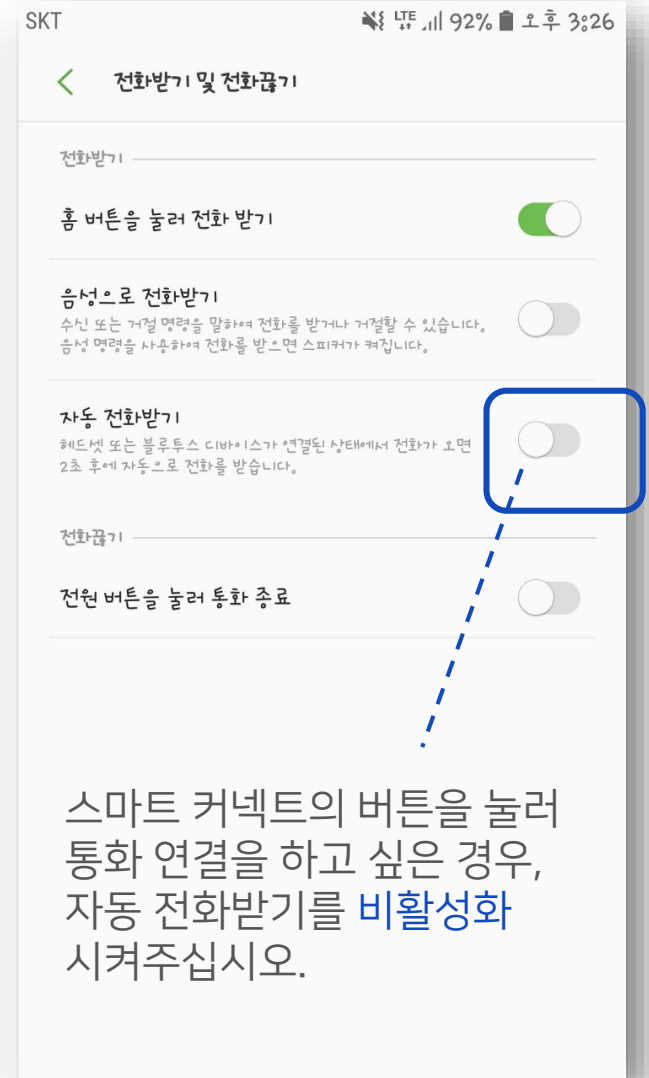 SKT LTE 92% 오후 3:26
전화받기 및 전화끊기
전화받기
홈 버튼을 눌러 전화 받기
음성으로 전화받기
수신 또는 거절 명령을 말하여 전화를 받거나 거절할 수 있습니다.
음성 명령을 사용하여 전화를 받으면 스피커가 켜집니다.
자동 전화받기
헤드셋 또는 블루투스 디바이스가 연결된 상태에서 전화가 오면
2초 후에 자동으로 전화를 받습니다.
전화끊기
전원 버튼을 눌러 통화 종료
스마트 커넥트의 버튼을 눌러
통화 연결을 하고 싶은 경우,
자동 전화받기를 비활성화
시켜주십시오.